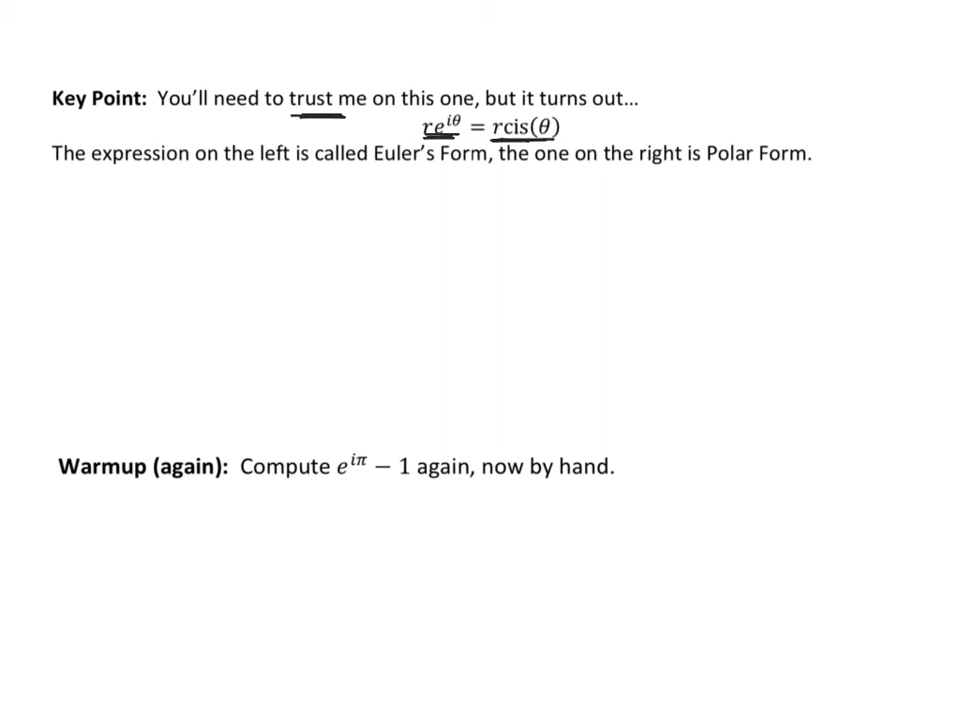 Key Point: You’ll need to trust me on this one, but it turns out…
re^{iθ} = rcis(θ)
The expression on the left is called Euler’s Form, the one on the right is Polar Form.
Warmup (again): Compute e^{iπ} − 1 again, now by hand.